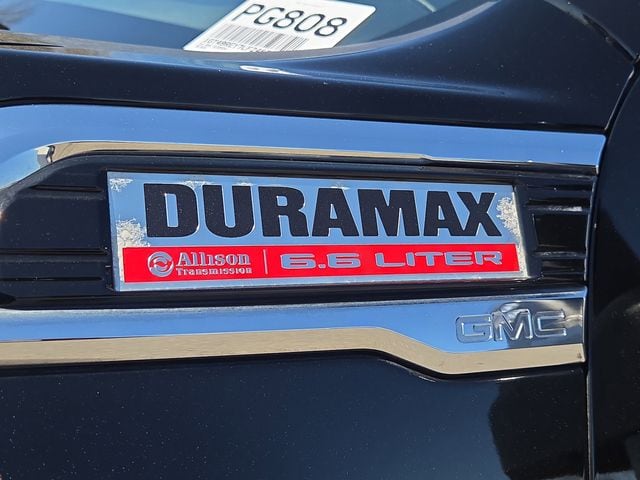 PG808
DURAMAX
Allison
Transmission
6.6 LITER
GMC